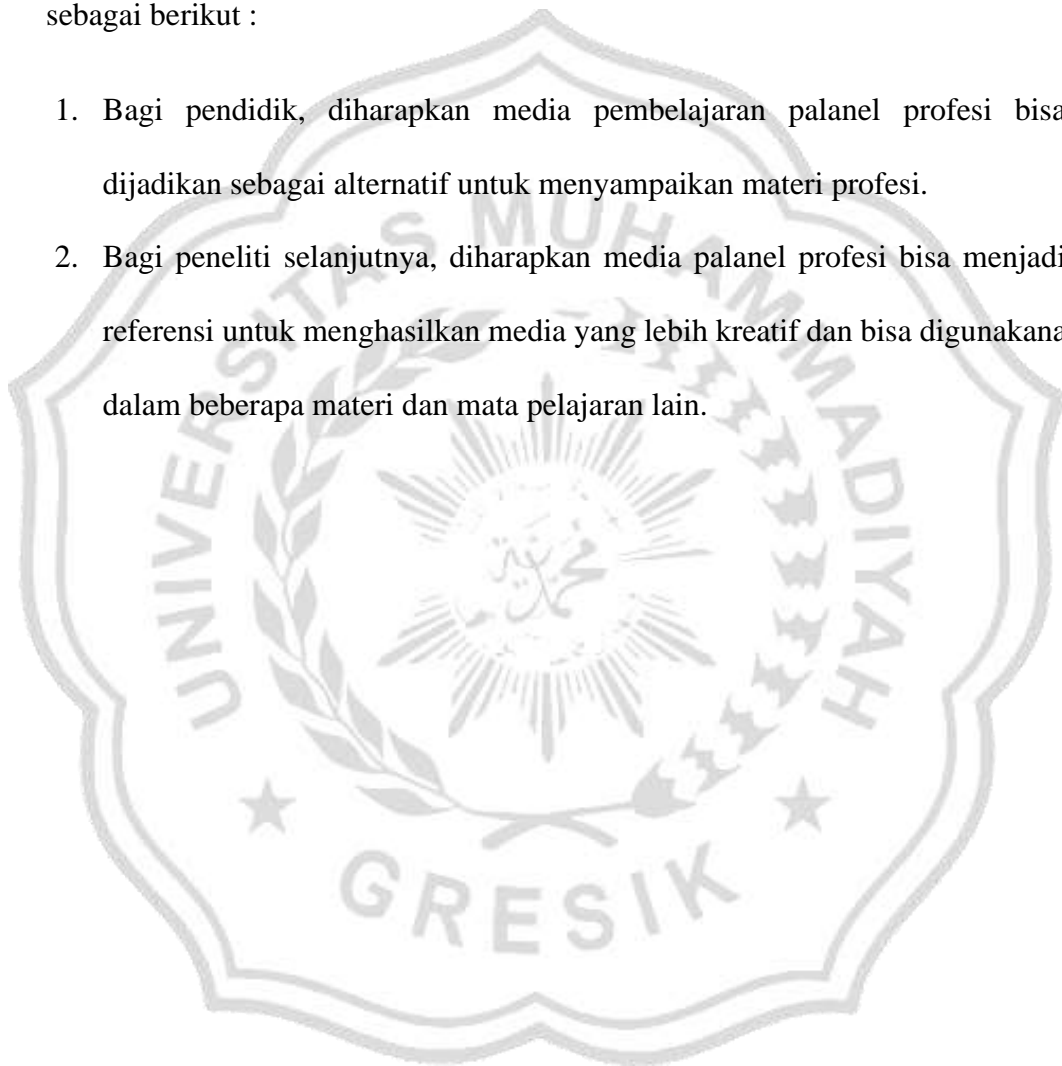 sebagai berikut :
1. Bagi pendidik, diharapkan media pembelajaran palanel profesi bisa
dijadikan sebagai alternatif untuk menyampaikan materi profesi.
2. Bagi peneliti selanjutnya, diharapkan media palanel profesi bisa menjadi
referensi untuk menghasilkan media yang lebih kreatif dan bisa digunakana
dalam beberapa materi dan mata pelajaran lain.
UNIVERSITAS MUHAMMADIYAH
GRESIK